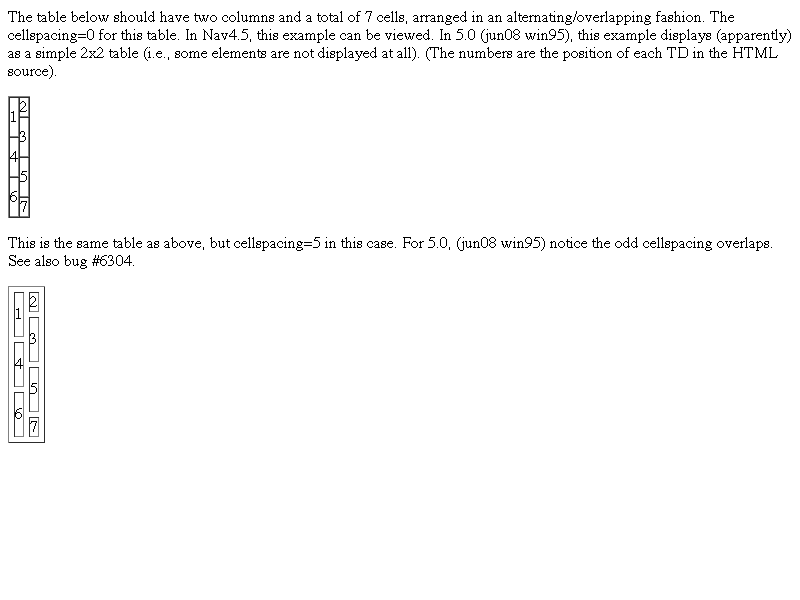 The table below should have two columns and a total of 7 cells, arranged in an alternating/overlapping fashion. The
cellspacing=0 for this table. In Nav4.5, this example can be viewed. In 5.0 (jun08 win95), this example displays (apparently)
as a simple 2x2 table (i.e., some elements are not displayed at all). (The numbers are the position of each TD in the HTML
source).
1
2
3
4
5
6
7
This is the same table as above, but cellspacing=5 in this case. For 5.0, (jun08 win95) notice the odd cellspacing overlaps.
See also bug #6304.
1
2
3
4
5
6
7